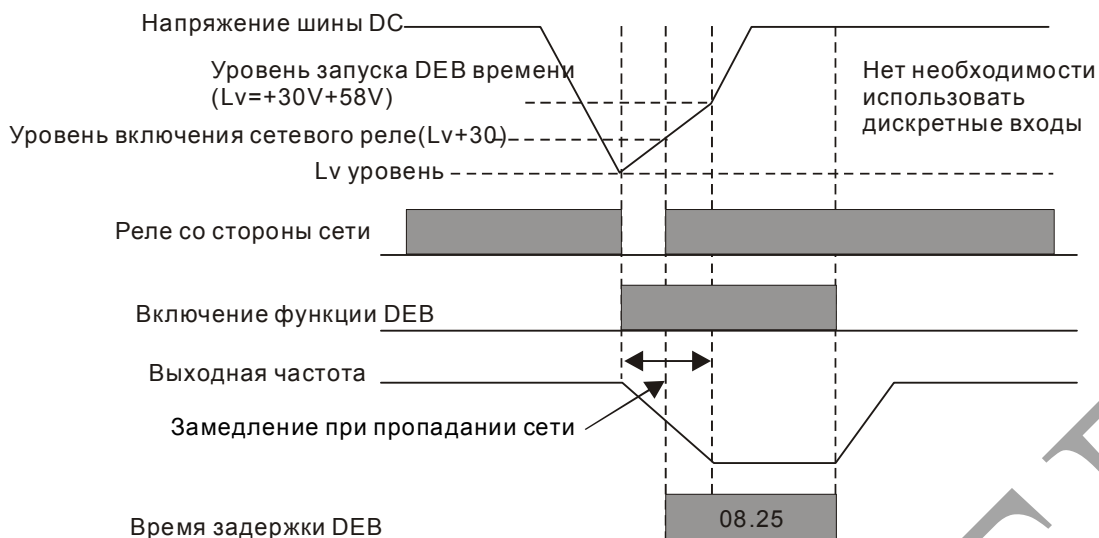 Напряжение шины DC
Уровень запуска DEB времени
(Lv=+30V+58V)
Нет необходимости
использовать
дискретные входы
Уровень включения сетевого реле(Lv+30)
Lv уровень
Реле со стороны сети
Включение функции DEB
Выходная частота
Замедление при пропадании сети
Время задержки DEB
08.25